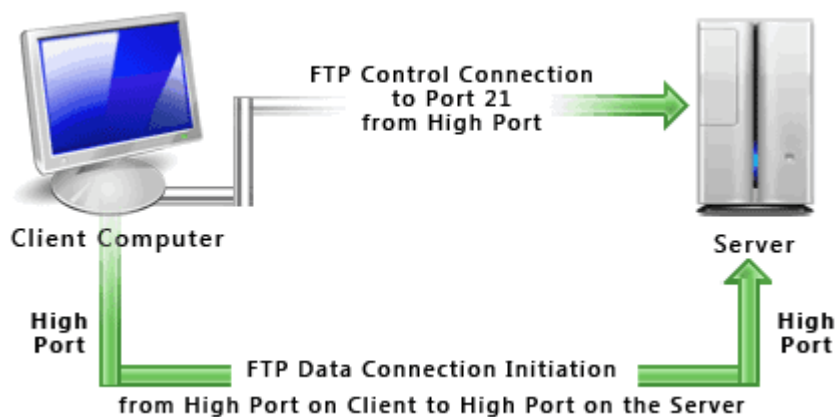 FTP Control Connection
to Port 21
from High Port
Client Computer
Server
High
Port
High
Port
FTP Data Connection Initiation
from High Port on Client to High Port on the Server